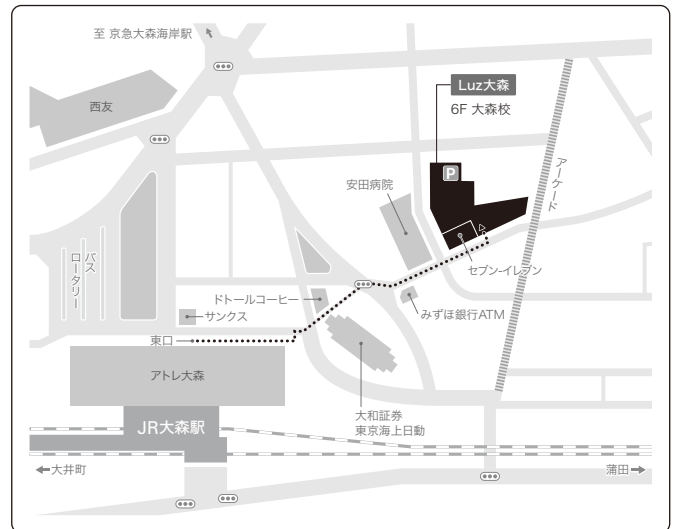 至 京急大森海岸駅
西友
Luz大森
6F 大森校
P
安田病院
アーケード
バス
ロータリー
セブン-イレブン
ドトールコーヒー
サンクス
みずほ銀行ATM
東口
アトレ大森
大和証券
東京海上日動
JR大森駅
大井町
蒲田